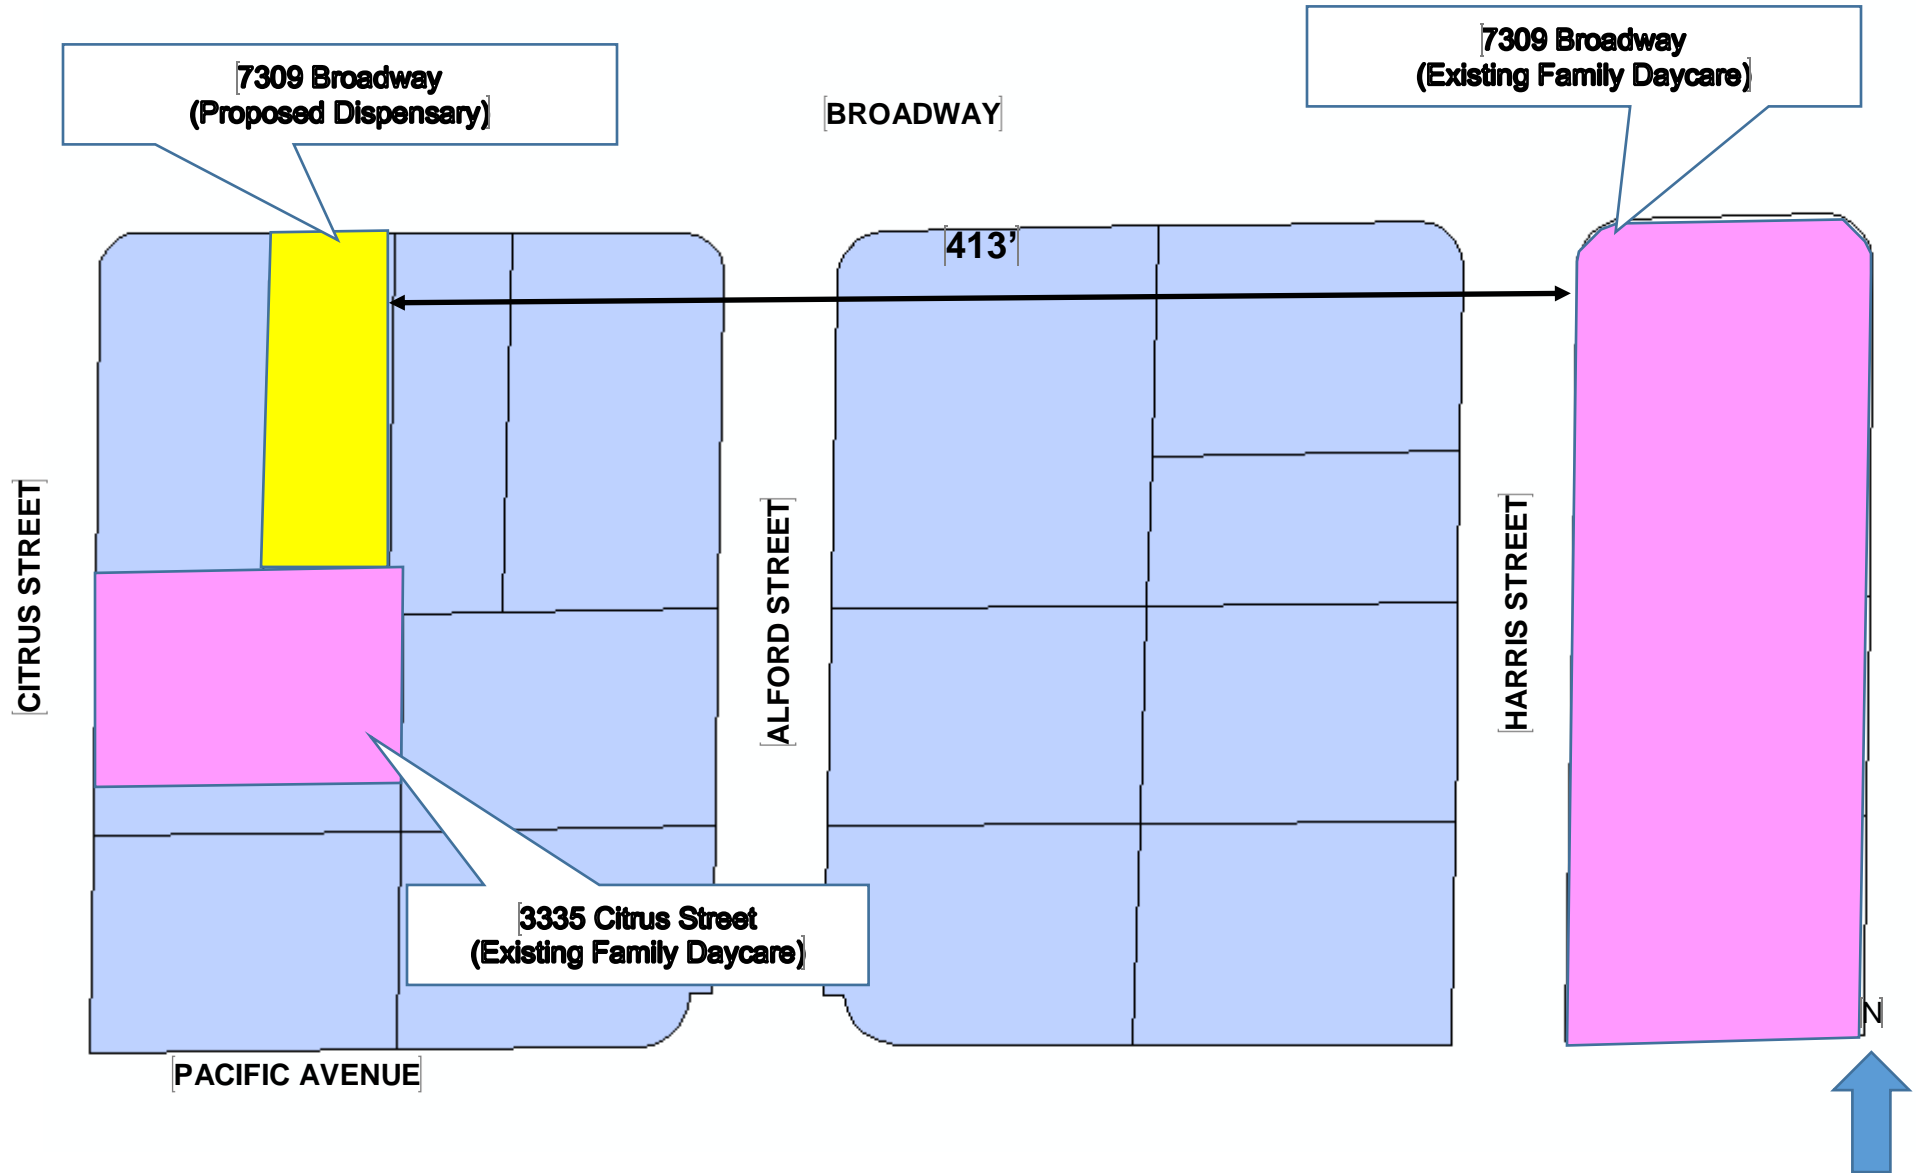 7309 Broadway
(Proposed Dispensary)
BROADWAY
7309 Broadway
(Existing Family Daycare)
413’
CITRUS STREET
ALFORD STREET
HARRIS STREET
3335 Citrus Street
(Existing Family Daycare)
N
PACIFIC AVENUE